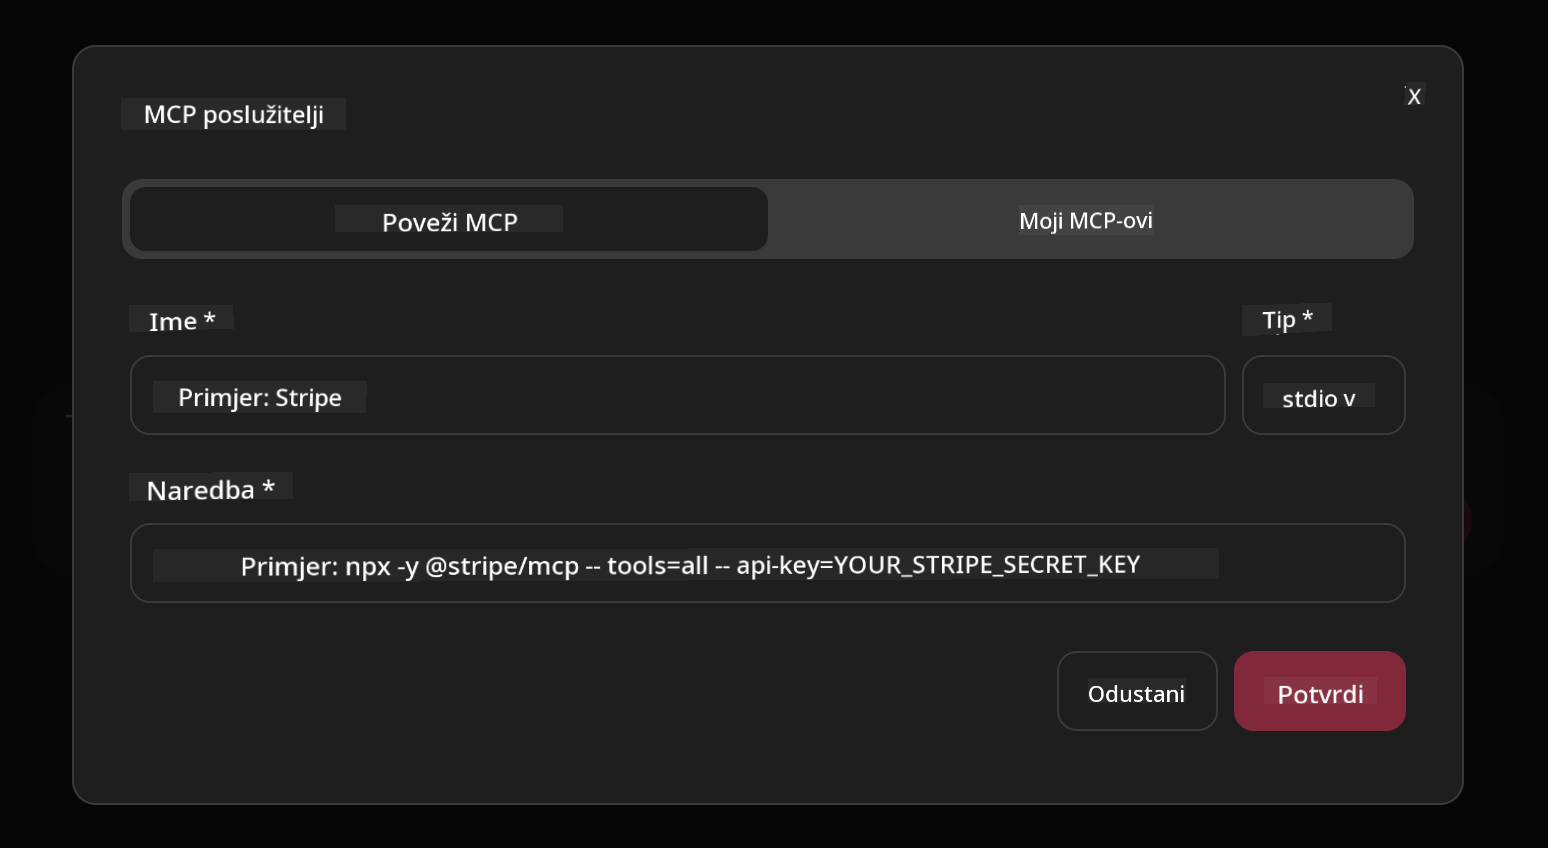 MCP poslužitelji
X
Poveži MCP
Moji MCP-ovi
Ime *
Tip *
Primjer: Stripe
stdio v
Naredba *
Primjer: npx -y @stripe/mcp -- tools=all -- api-key=YOUR_STRIPE_SECRET_KEY
Odustani
Potvrdi